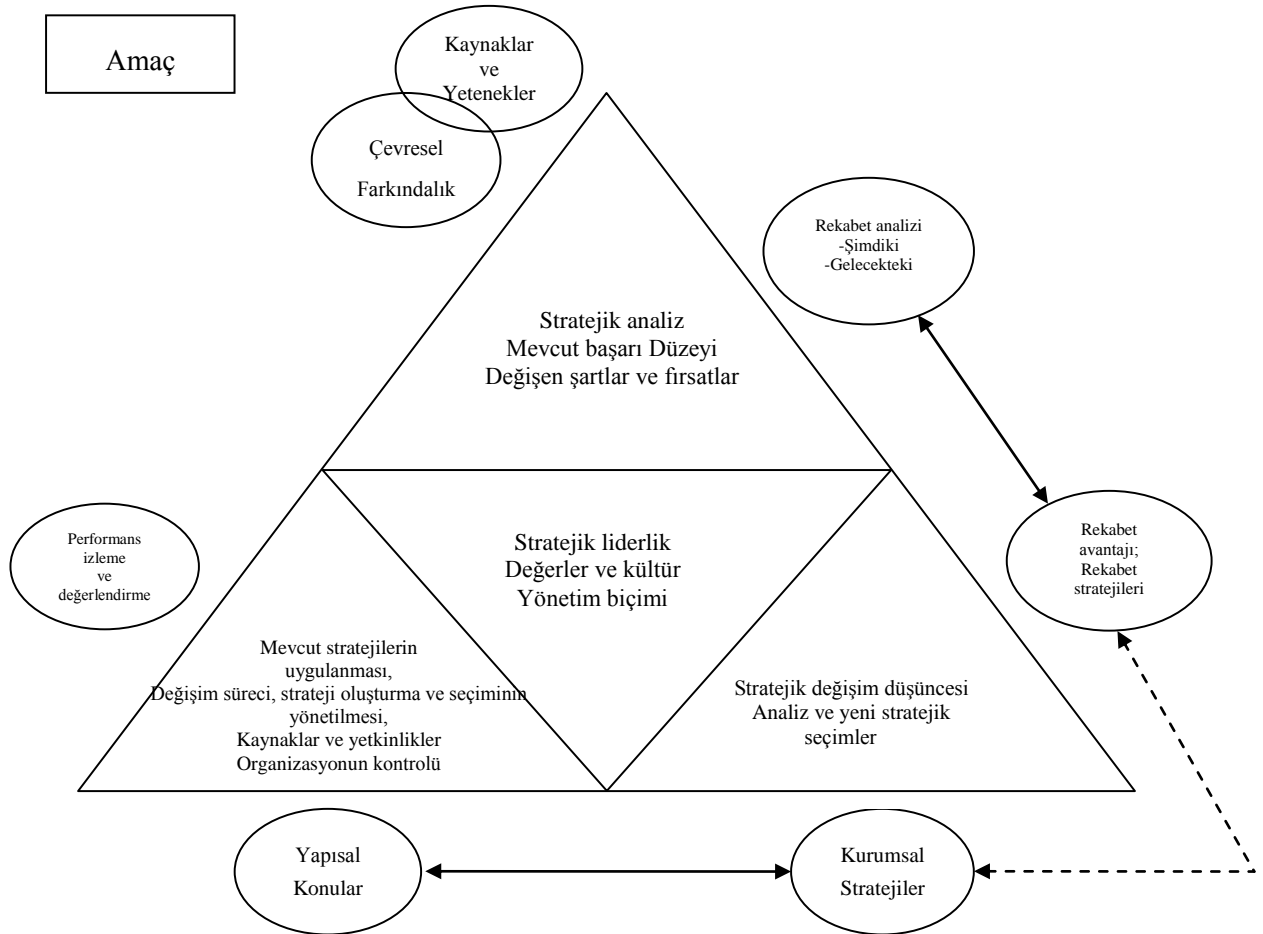 Amaç
Kaynaklar
ve
Yetenekler
Çevresel
Farkındalık
Rekabet analizi
-Şimdiki
-Gelecekteki
Stratejik analiz
Mevcut başarı Düzeyi
Değişen şartlar ve fırsatlar
Performans
izleme
ve
değerlendirme
Stratejik liderlik
Değerler ve kültür
Yönetim biçimi
Rekabet
avantajı;
Rekabet
stratejileri
Mevcut stratejilerin
uygulanması,
Değişim süreci, strateji oluşturma ve seçiminin
yönetilmesi,
Kaynaklar ve yetkinlikler
Organizasyonun kontrolü
Stratejik değişim düşüncesi
Analiz ve yeni stratejik
seçimler
Yapısal
Konular
Kurumsal
Stratejiler